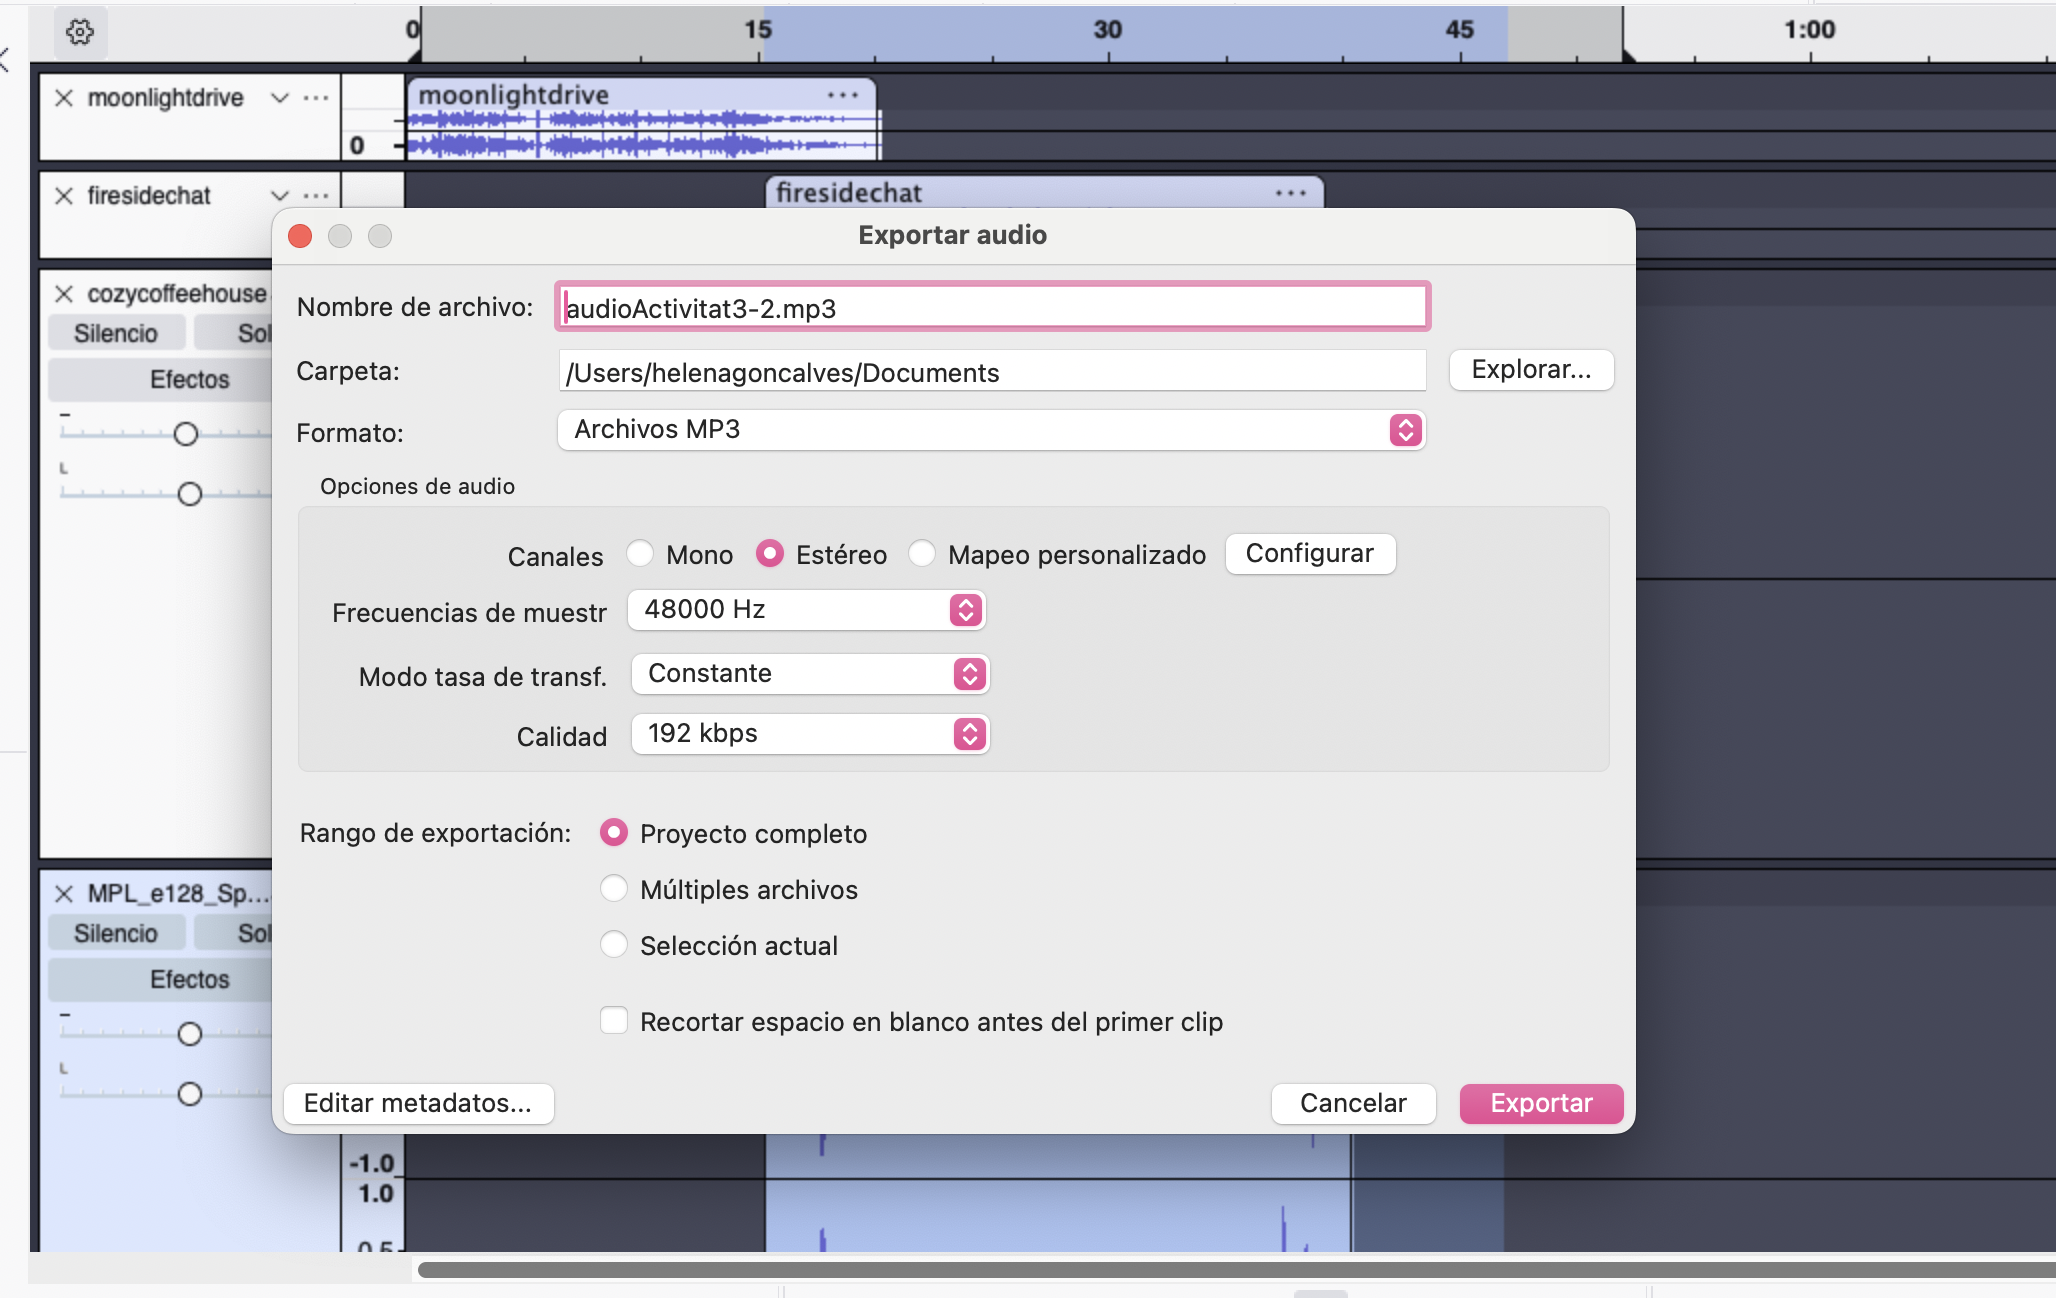 0 15 30 45 1:00
moonlightdrive
moonlightdrive
0
firesidechat
firesidechat
Exportar audio
Nombre de archivo: audioActivitat3-2.mp3
Carpeta: /Users/helenagoncalves/Documents Explorar...
Formato: Archivos MP3
Opciones de audio
Canales Mono Estéreo Mapeo personalizado Configurar
Frecuencias de muestr 48000 Hz
Modo tasa de transf. Constante
Calidad 192 kbps
Rango de exportación: Proyecto completo
Múltiples archivos
Selección actual
Recortar espacio en blanco antes del primer clip
Editar metadatos... Cancelar Exportar
cozycoffeehouse
Silencio Sol
Efectos
L
MPL_e128_Sp...
Silencio Sol
Efectos
L
-1.0
1.0
0.5